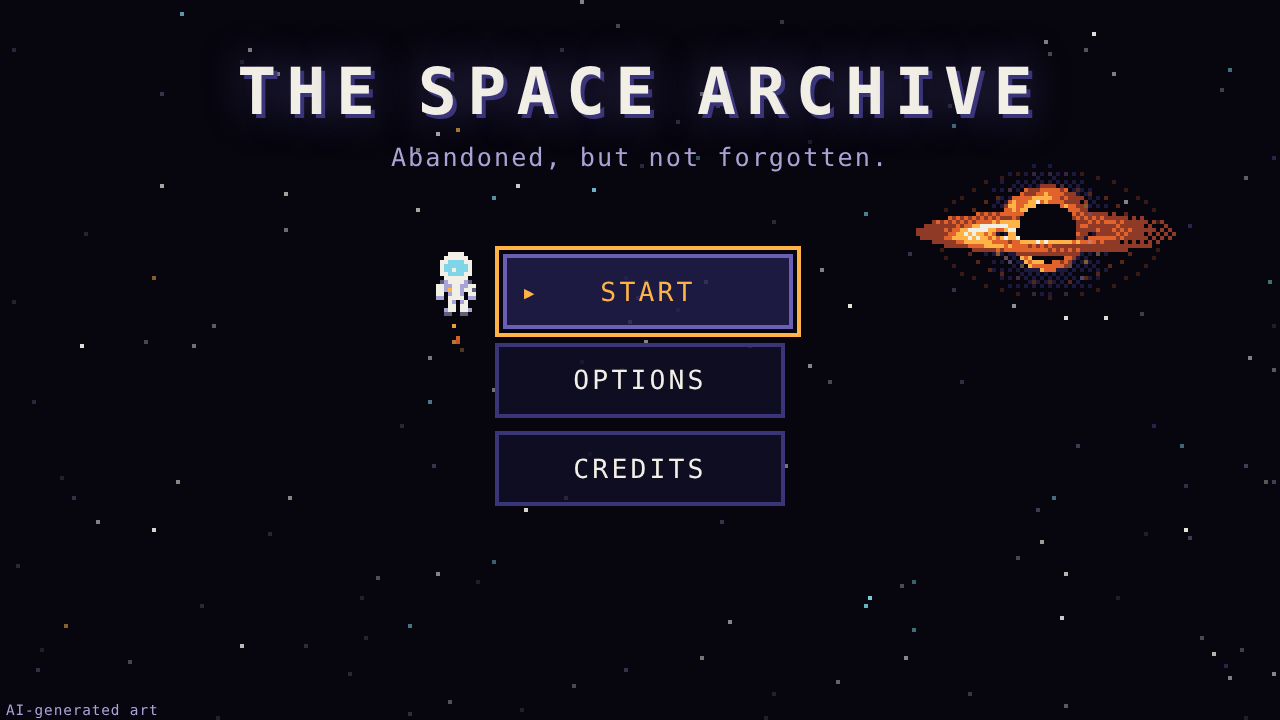 THE SPACE ARCHIVE
Abandoned, but not forgotten.
▶ START
OPTIONS
CREDITS
AI-generated art